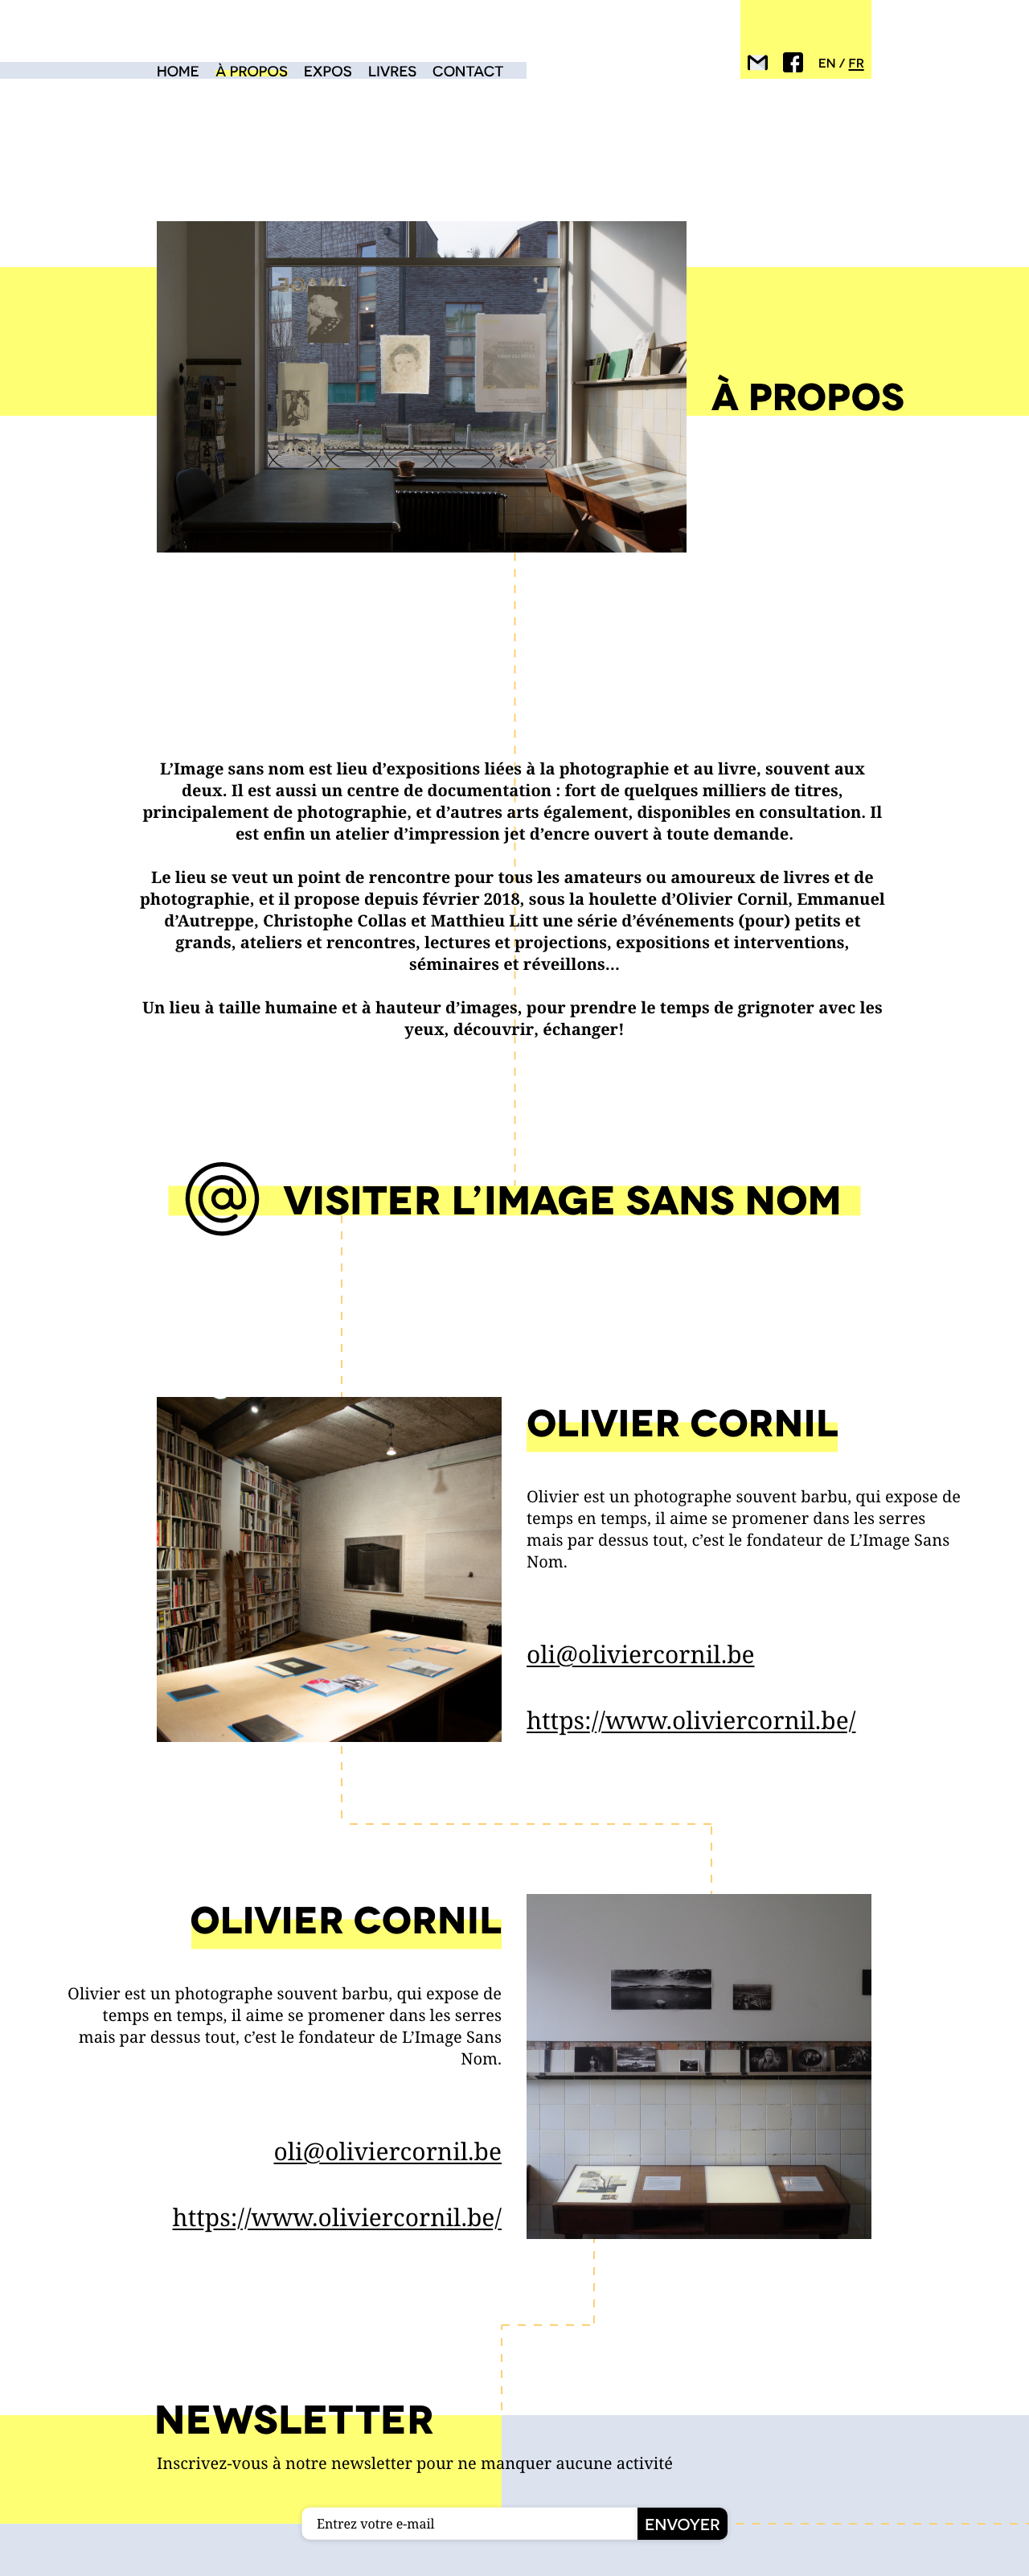 HOME À PROPOS EXPOS LIVRES CONTACT
EN / FR
L'
SANS
NOM
À PROPOS
L’Image sans nom est lieu d’expositions liées à la photographie et au livre, souvent aux
deux. Il est aussi un centre de documentation : fort de quelques milliers de titres,
principalement de photographie, et d’autres arts également, disponibles en consultation. Il
est enfin un atelier d’impression jet d’encre ouvert à toute demande.
Le lieu se veut un point de rencontre pour tous les amateurs ou amoureux de livres et de
photographie, et il propose depuis février 2018, sous la houlette d’Olivier Cornil, Emmanuel
d’Autreppe, Christophe Collas et Matthieu Litt une série d’événements (pour) petits et
grands, ateliers et rencontres, lectures et projections, expositions et interventions,
séminaires et réveillons...
Un lieu à taille humaine et à hauteur d’images, pour prendre le temps de grignoter avec les
yeux, découvrir, échanger!
@ VISITER L’IMAGE SANS NOM
OLIVIER CORNIL
Olivier est un photographe souvent barbu, qui expose de
temps en temps, il aime se promener dans les serres
mais par dessus tout, c’est le fondateur de L’Image Sans
Nom.
oli@oliviercornil.be
https://www.oliviercornil.be/
OLIVIER CORNIL
Olivier est un photographe souvent barbu, qui expose de
temps en temps, il aime se promener dans les serres
mais par dessus tout, c’est le fondateur de L’Image Sans
Nom.
oli@oliviercornil.be
https://www.oliviercornil.be/
NEWSLETTER
Inscrivez-vous à notre newsletter pour ne manquer aucune activité
Entrez votre e-mail
ENVOYER